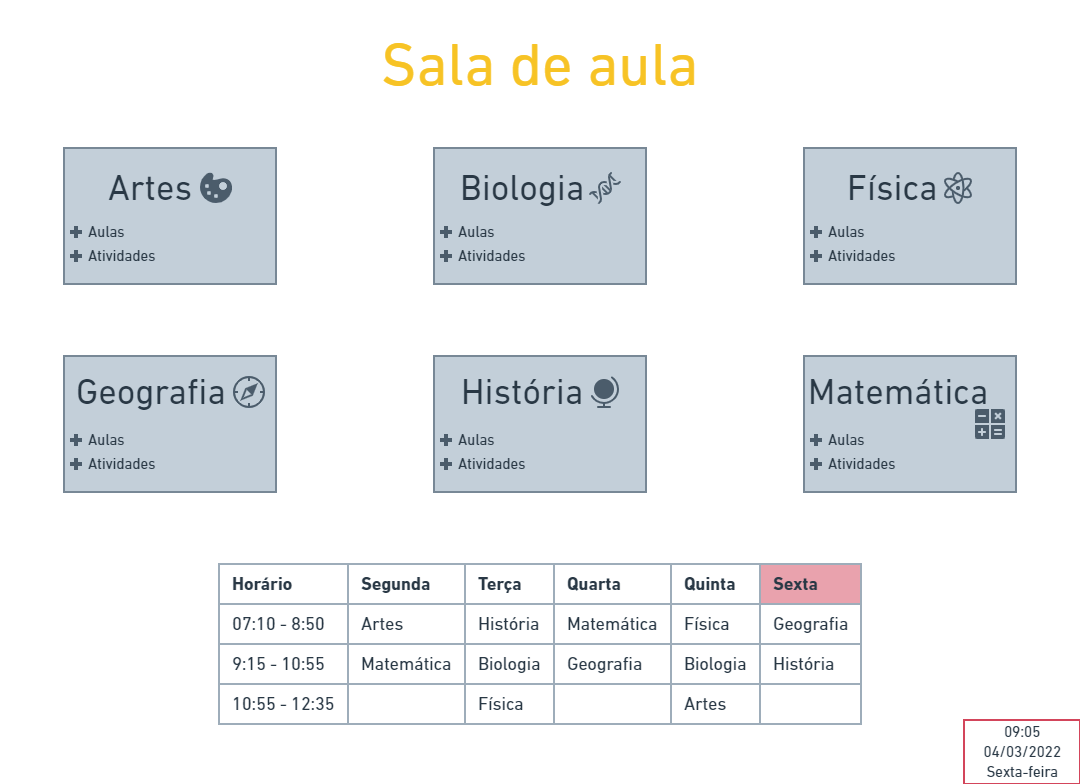 Sala de aula
Artes
Aulas
Atividades
Biologia
Aulas
Atividades
Física
Aulas
Atividades
Geografia
Aulas
Atividades
História
Aulas
Atividades
Matemática
Aulas
Atividades
Horário Segunda Terça Quarta Quinta Sexta
07:10 - 8:50 Artes História Matemática Física Geografia
9:15 - 10:55 Matemática Biologia Geografia Biologia História
10:55 - 12:35 Física Artes
09:05
04/03/2022
Sexta-feira